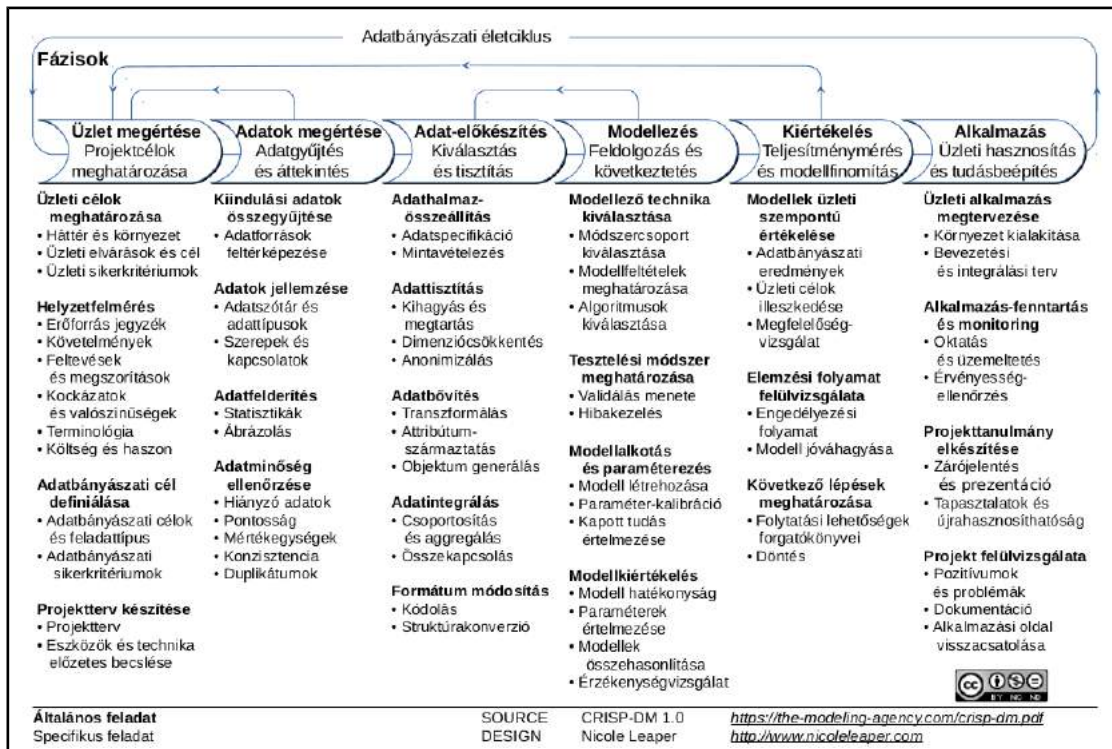 Adatbányászati életciklus
Fázisok
Üzlet megértése
Projektcélok
meghatározása
Adatok megértése
Adatgyűjtés
és áttekintés
Adat-előkészítés
Kiválasztás
és tisztítás
Modellezés
Feldolgozás és
következtetés
Kiértékelés
Teljesítménymérés
és modellfinomítás
Alkalmazás
Üzleti hasznosítás
és tudásbeépítés
Üzleti célok
meghatározása
• Háttér és környezet
• Üzleti elvárások és cél
• Üzleti sikerkritériumok
Helyzetfelmérés
• Erőforrás jegyzék
• Követelmények
• Feltevések
és megszorítások
• Kockázatok
és valószínűségek
• Terminológia
• Költség és haszon
Adatbányászati cél
definiálása
• Adatbányászati célok
és feladattípus
• Adatbányászati
sikerkritériumok
Projektterv készítése
• Projektterv
• Eszközök és technika
előzetes becslése
Kiindulási adatok
összegyűjtése
• Adatforrások
feltérképezése
Adatok jellemzése
• Adatszótár és
adattípusok
• Szerepek és
kapcsolatok
Adatfelderítés
• Statisztikák
• Ábrázolás
Adatminőség
ellenőrzése
• Hiányzó adatok
• Pontosság
• Mértékegységek
• Konzisztencia
• Duplikátumok
Adathalmaz-
összeállítás
• Adatspecifikáció
• Mintavételezés
Adattisztítás
• Kihagyás és
megtartás
• Dimenziócsökkentés
• Anonimizálás
Adatbővítés
• Transzformálás
• Attribútum-
származtatás
• Objektum generálás
Adatintegrálás
• Csoportosítás
és aggregálás
• Összekapcsolás
Formátum módosítás
• Kódolás
• Struktúrakonverzió
Modellező technika
kiválasztása
• Módszercsoport
kiválasztása
• Modellfeltételek
meghatározása
• Algoritmusok
kiválasztása
Tesztelési módszer
meghatározása
• Validálás menete
• Hibakezelés
Modellalkotás
és paraméterezés
• Modell létrehozása
• Paraméter-kalibráció
• Kapott tudás
értelmezése
Modellkiértékelés
• Modell hatékonyság
• Paraméterek
értelmezése
• Modellek
összehasonlítása
• Érzékenységvizsgálat
Modellek üzleti
szempontú
értékelése
• Adatbányászati
eredmények
• Üzleti célok
illeszkedése
• Megfelelőség-
vizsgálat
Elemzési folyamat
felülvizsgálata
• Engedélyezési
folyamat
• Modell jóváhagyása
Következő lépések
meghatározása
• Folytatási lehetőségek
forgatókönyvei
• Döntés
Üzleti alkalmazás
megtervezése
• Környezet kialakítása
• Bevezetési
és integrálási terv
Alkalmazás-fenntartás
és monitoring
• Oktatás
és üzemeltetés
• Érvényesség-
ellenőrzés
Projekttanulmány
elkészítése
• Zárójelentés
és prezentáció
• Tapasztalatok és
újrahasznosíthatóság
Projekt felülvizsgálata
• Pozitívumok
és problémák
• Dokumentáció
• Alkalmazási oldal
visszacsatolása
cc
BY NC ND
Általános feladat SOURCE CRISP-DM 1.0 https://the-modeling-agency.com/crisp-dm.pdf
Specifikus feladat DESIGN Nicole Leaper http://www.nicoleleaper.com